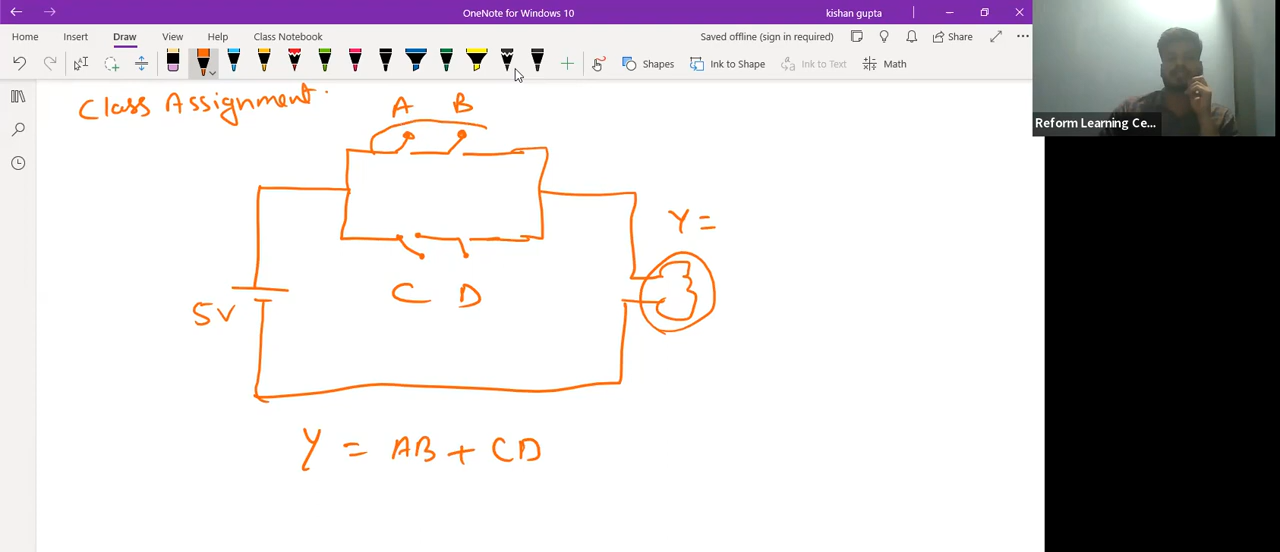 OneNote for Windows 10
kishan gupta
Home Insert Draw View Help Class Notebook
Saved offline (sign in required) Share
Shapes Ink to Shape Ink to Text Math
Reform Learning Ce...
Class Assignment.
A B
Y =
C D
5V
Y = AB + CD